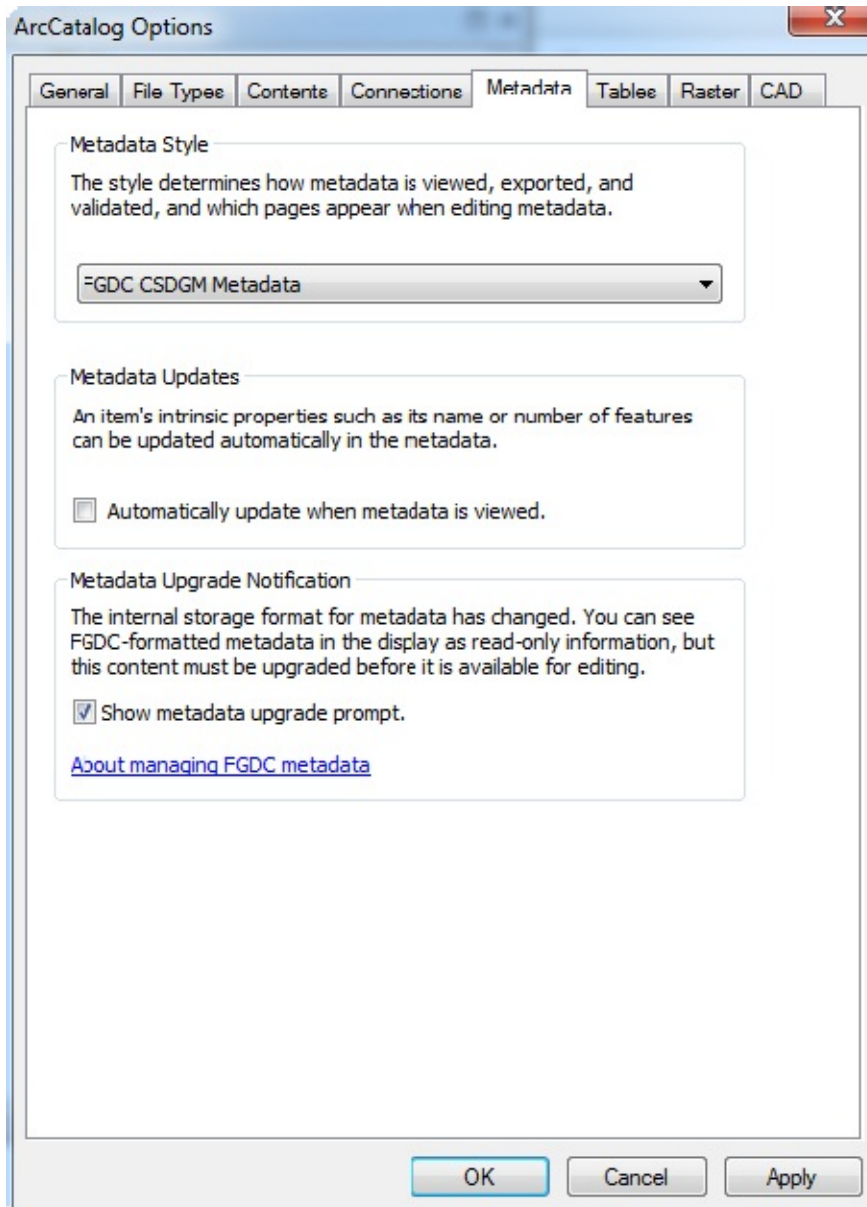 ArcCatalog Options
General File Types Contents Connections Metadata Tables Raster CAD
Metadata Style
The style determines how metadata is viewed, exported, and
validated, and which pages appear when editing metadata.
FGDC CSDGM Metadata
Metadata Updates
An item's intrinsic properties such as its name or number of features
can be updated automatically in the netadata.
Automatically update when metadata is viewed.
Metadata Upgrade Notification
The internal storage format for metadata has changed. You can see
FGDC-formatted metadata in the display as read-only information, but
this content must be upgraded before it is available for editing.
Show metadata upgrade prompt.
About managing FGDC metadata
OK Cancel Apply